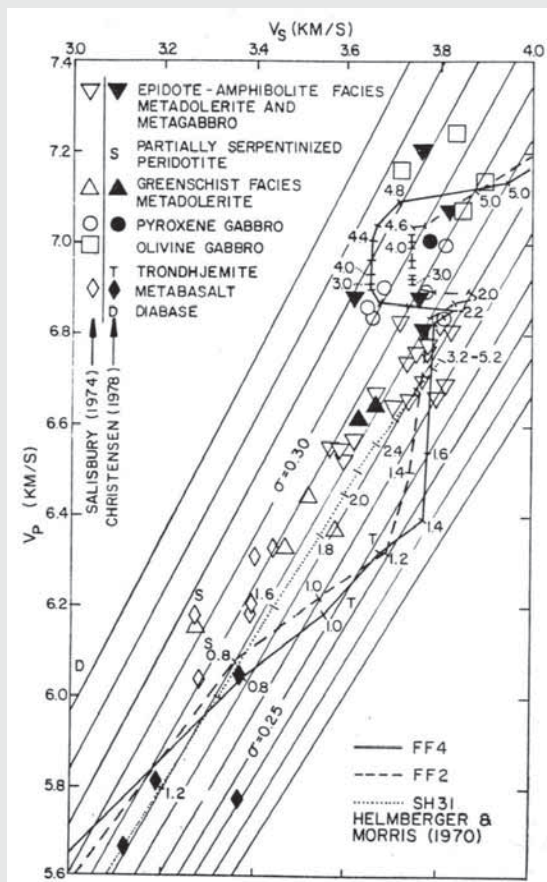 V_S (KM/S)
3.0 3.2 3.4 3.6 3.8 4.0
7.4
7.2
7.0
6.8
6.6
6.4
6.2
6.0
5.8
5.6
V_P
(KM/S)
EPIDOTE-AMPHIBOLITE FACIES
METADOLERITE AND
METAGABBRO
S PARTIALLY SERPENTINIZED
PERIDOTITE
GREENSCHIST FACIES
METADOLERITE
PYROXENE GABBRO
OLIVINE GABBRO
T TRONDHJEMITE
METABASALT
D DIABASE
SALISBURY (1974)
CHRISTENSEN (1978)
4.8
5.0
5.0
4.6
4.4
4.0
4.0
3.0
3.0
2.0
2.2
3.2-5.2
σ=0.30
2.4
1.6
1.4
2.0
1.4
1.8
T
1.2
1.6
1.0
T
1.0
S
S
0.8
0.8
D
σ=0.25
1.2
FF4
FF2
SH31
HELMBERGER &
MORRIS (1970)